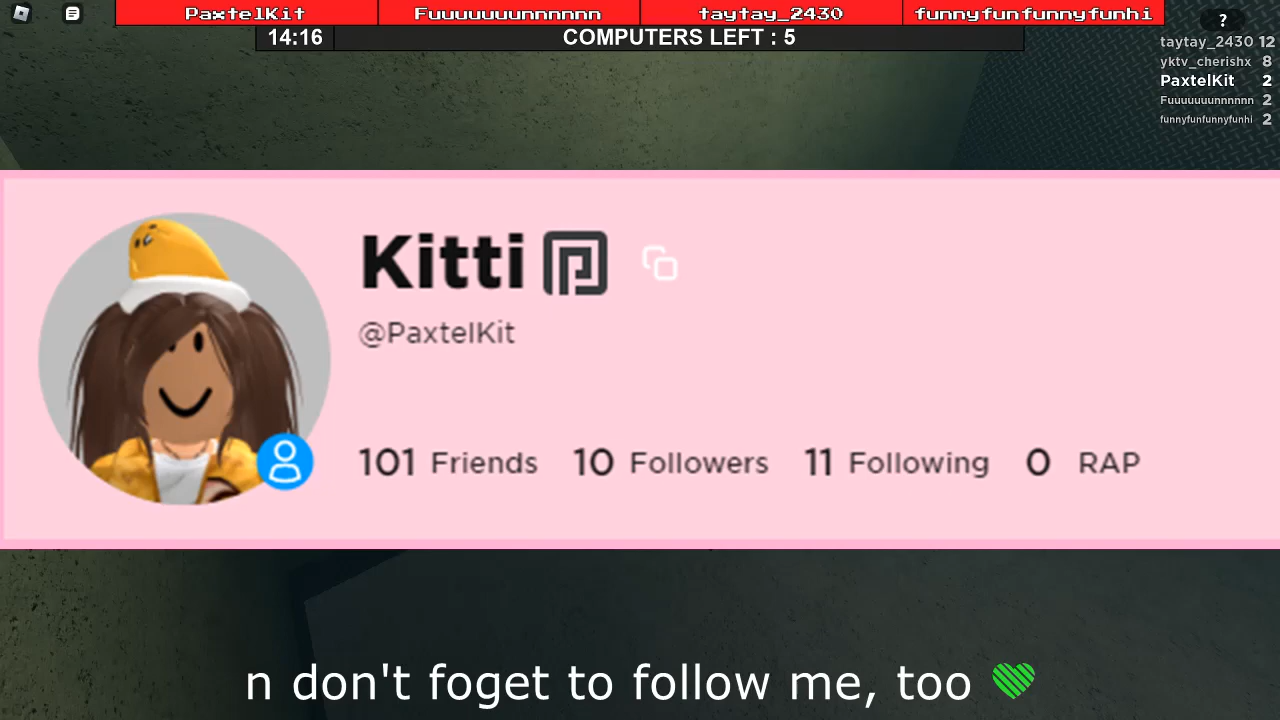 PaxtelKit Fuuuuuuunnnnnn taytay_2430 funnyfunfunnyfunhi
14:16 COMPUTERS LEFT : 5
?
taytay_2430 12
yktv_cherishx 8
PaxtelKit 2
Fuuuuuuunnnnnn 2
funnyfunfunnyfunhi 2
Kitti
@PaxtelKit
101 Friends 10 Followers 11 Following 0 RAP
n don't foget to follow me, too 💚